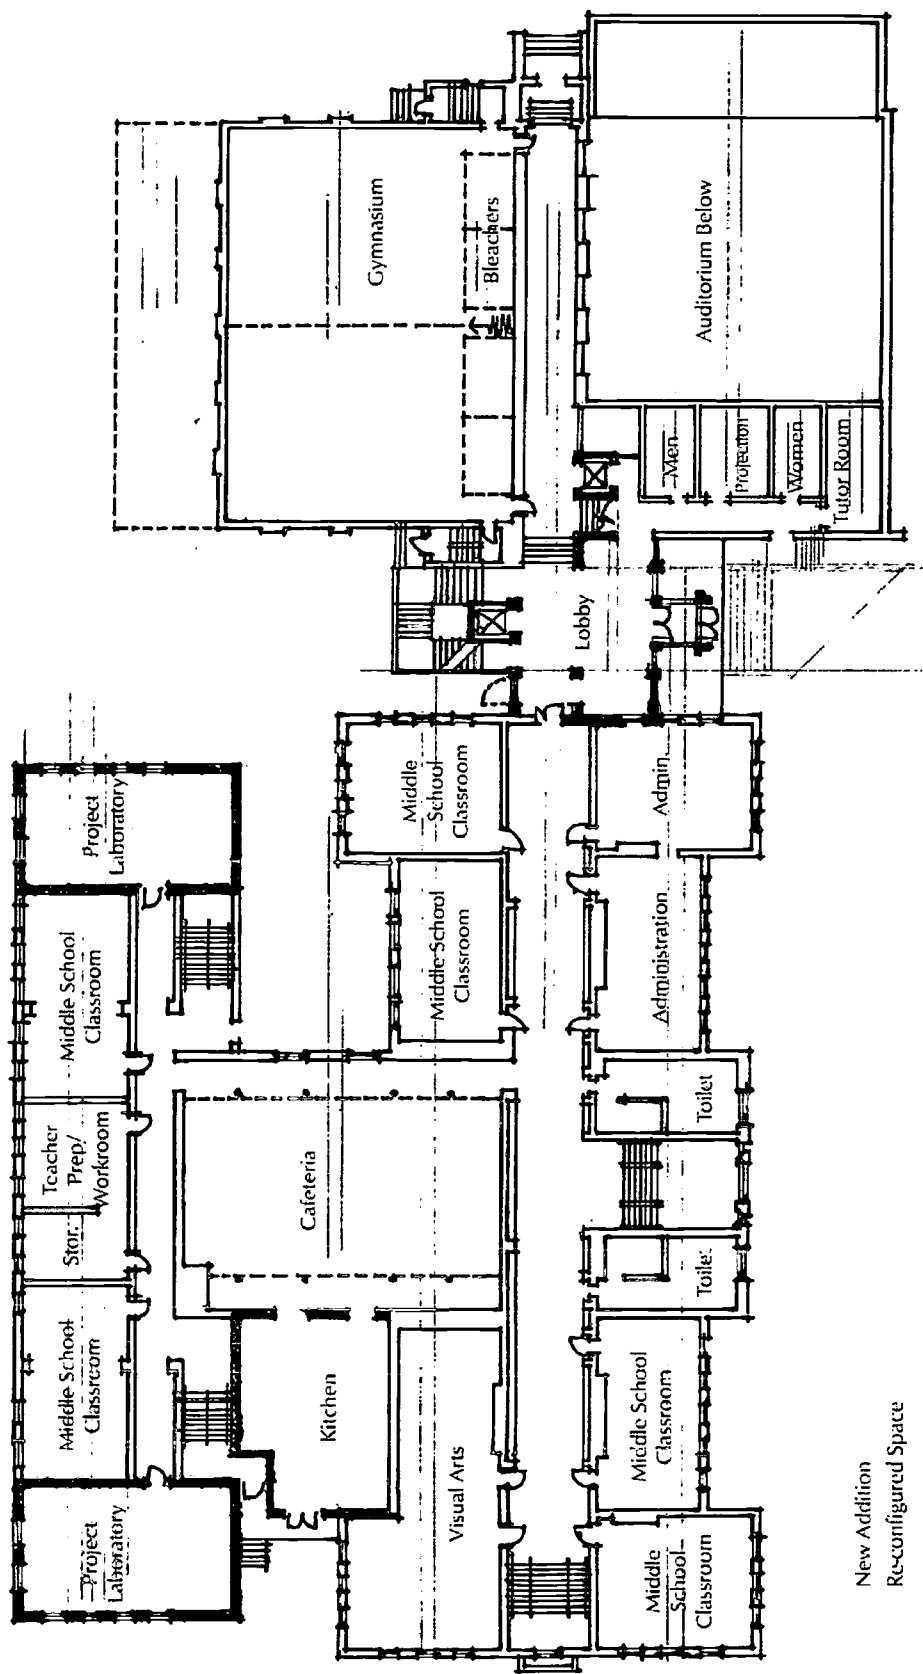 Project
Laboratory
Middle School
Classroom
Stor.
Teacher
Prep/
Workroom
Middle School
Classroom
Project
Laboratory
Kitchen
Cafeteria
Visual Arts
Middle School
Classroom
Middle
School
Classroom
Gymnasium
Bleachers
Middle
School
Classroom
Middle School
Classroom
Toilet
Toilet
Administration
Admin
Lobby
Men
Projection
Women
Tutor Room
Auditorium Below
New Addition
Re-configured Space